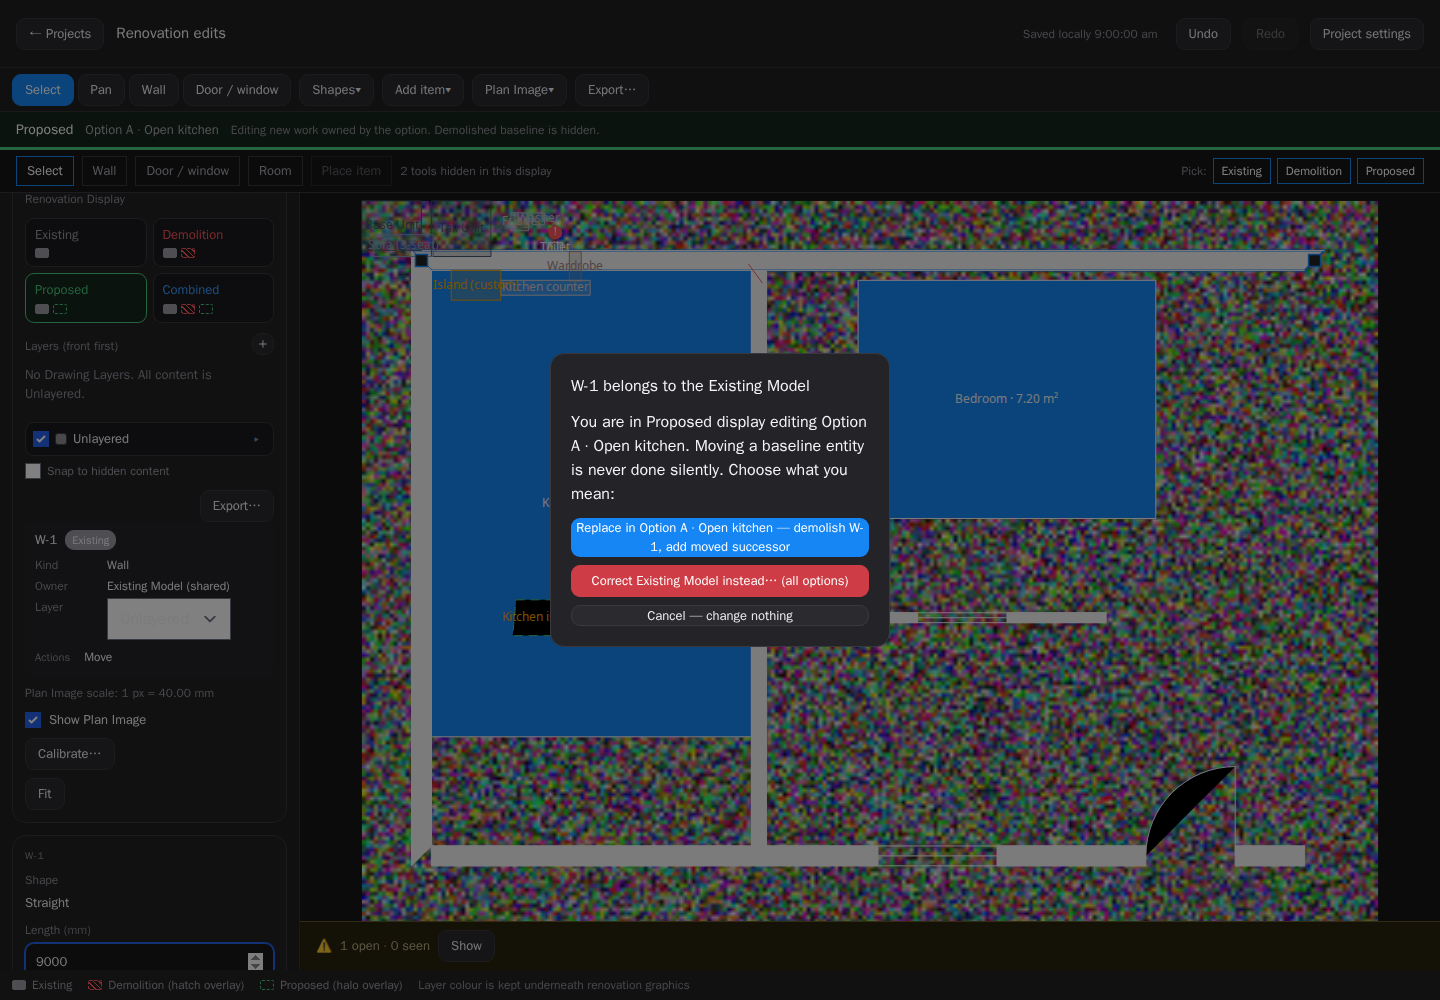 ← Projects
Renovation edits
Saved locally 9:00:00 am
Undo
Redo
Project settings
Select
Pan
Wall
Door / window
Shapes▾
Add item▾
Plan Image▾
Export⋯
Proposed
Option A · Open kitchen
Editing new work owned by the option. Demolished baseline is hidden.
Select
Wall
Door / window
Room
Place item
2 tools hidden in this display
Pick:
Existing
Demolition
Proposed
Renovation Display
Existing
Demolition
Proposed
Combined
Layers (front first)
+
No Drawing Layers. All content is
Unlayered.
Unlayered
Snap to hidden content
Export⋯
W-1
Existing
Kind
Wall
Owner
Existing Model (shared)
Layer
Unlayered
Actions
Move
Plan Image scale: 1 px = 40.00 mm
Show Plan Image
Calibrate⋯
Fit
W-1
Shape
Straight
Length (mm)
9000
Toilet
Wardrobe
Kitchen counter
Bedroom · 7.20 m²
W-1 belongs to the Existing Model
You are in Proposed display editing Option
A · Open kitchen. Moving a baseline entity
is never done silently. Choose what you
mean:
Replace in Option A · Open kitchen — demolish W-
1, add moved successor
Correct Existing Model instead⋯ (all options)
Cancel — change nothing
1 open · 0 seen
Show
Existing
Demolition (hatch overlay)
Proposed (halo overlay)
Layer colour is kept underneath renovation graphics